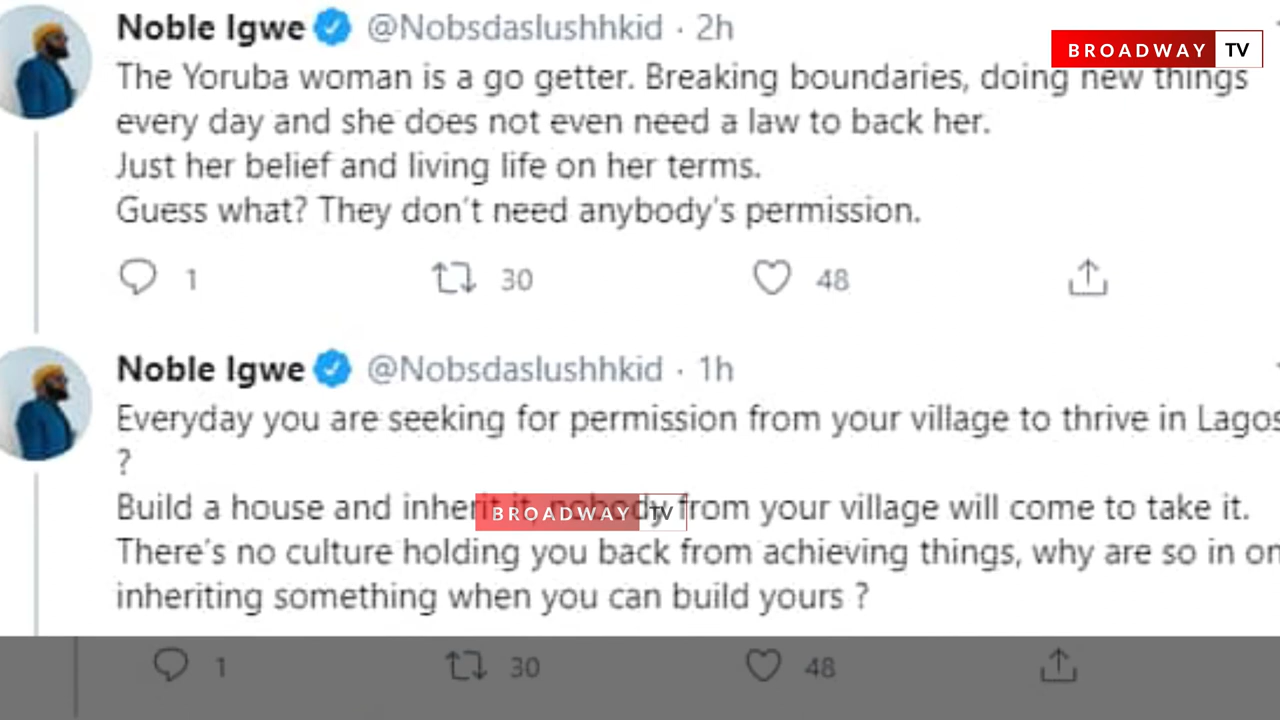 Noble Igwe @Nobsdaslushhkid · 2h
BROADWAY TV
The Yoruba woman is a go getter. Breaking boundaries, doing new things
every day and she does not even need a law to back her.
Just her belief and living life on her terms.
Guess what? They don't need anybody's permission.
1 30 48
Noble Igwe @Nobsdaslushhkid · 1h
Everyday you are seeking for permission from your village to thrive in Lagos
?
Build a house and inherit it, nobody from your village will come to take it.
BROADWAY TV
There's no culture holding you back from achieving things, why are so in on
inheriting something when you can build yours ?
1 30 48